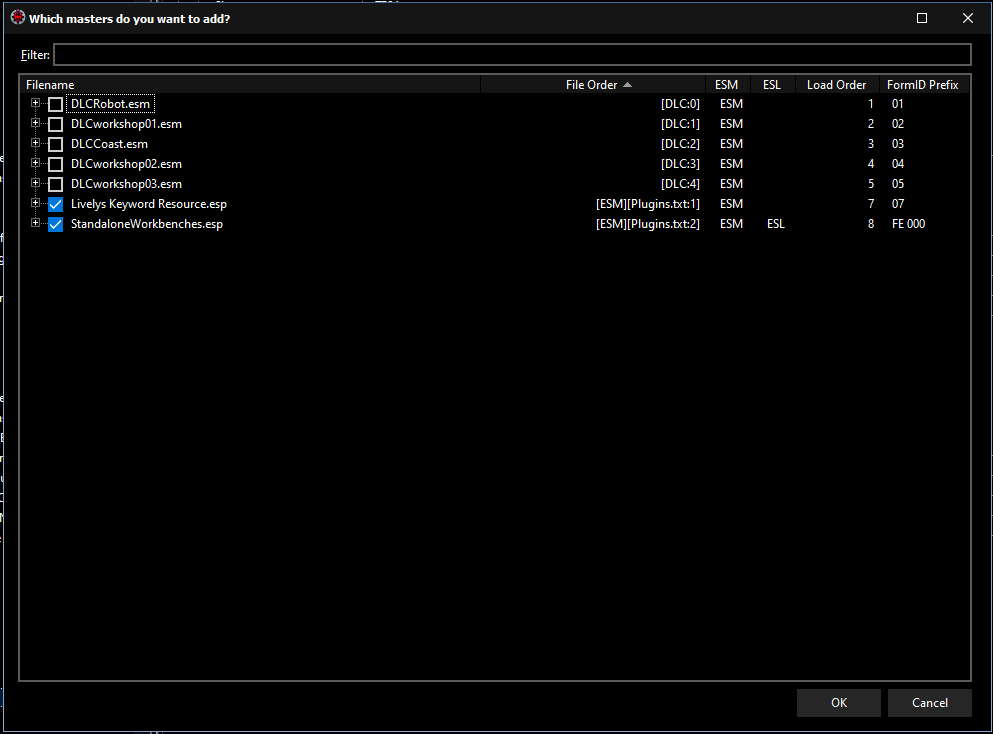 Which masters do you want to add?
Filter:
Filename File Order ESM ESL Load Order FormID Prefix
DLCRobot.esm [DLC:0] ESM 1 01
DLCworkshop01.esm [DLC:1] ESM 2 02
DLCCoast.esm [DLC:2] ESM 3 03
DLCworkshop02.esm [DLC:3] ESM 4 04
DLCworkshop03.esm [DLC:4] ESM 5 05
Livelys Keyword Resource.esp [ESM][Plugins.txt:1] ESM 7 07
StandaloneWorkbenches.esp [ESM][Plugins.txt:2] ESM ESL 8 FE 000
OK Cancel